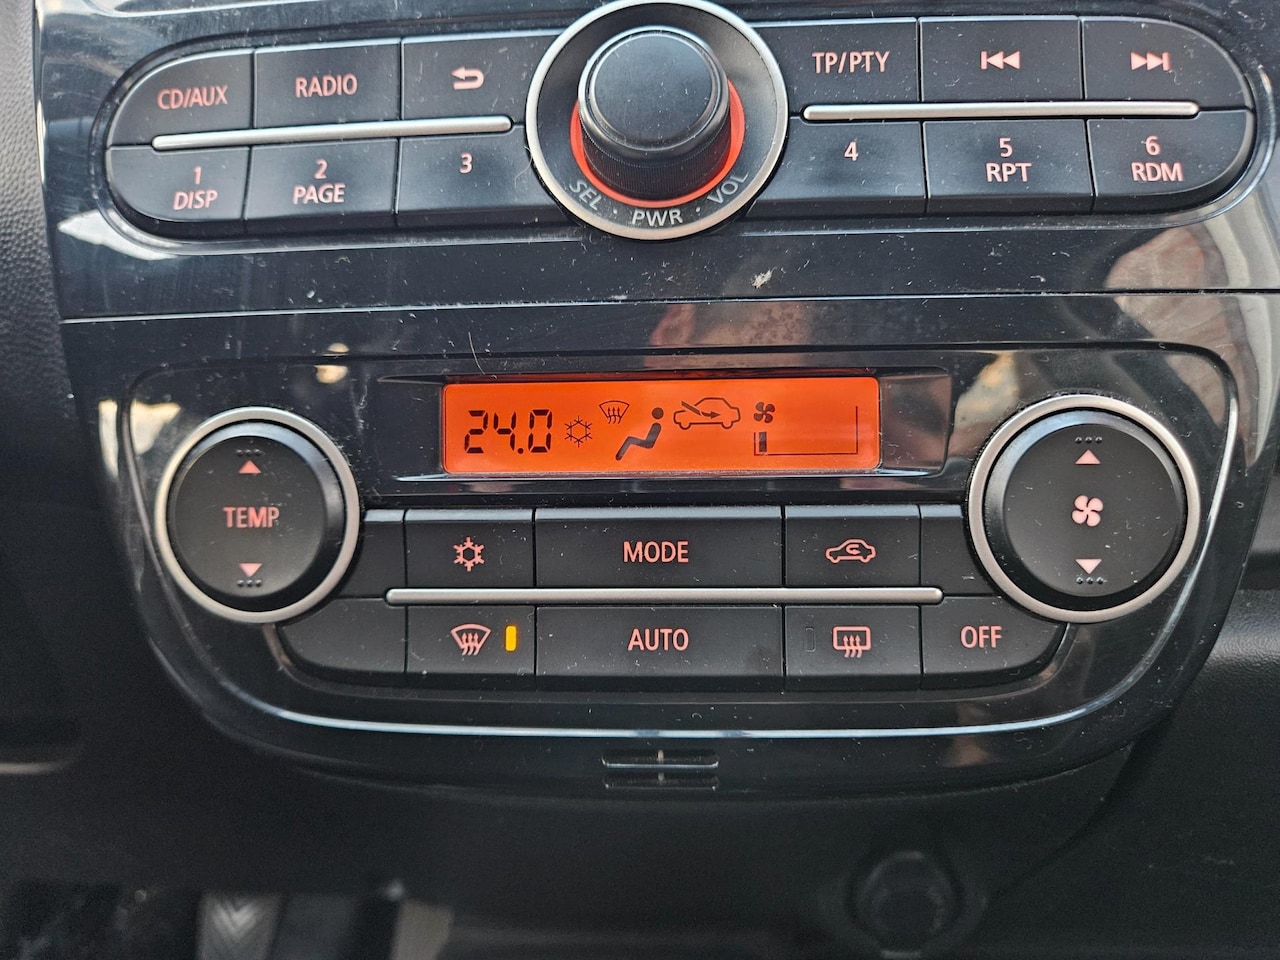 CD/AUX
RADIO
TP/PTY
1
DISP
2
PAGE
3
4
5
RPT
6
RDM
SEL · PWR · VOL
24.0
TEMP
MODE
AUTO
OFF